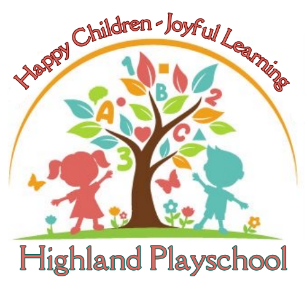 Happy Children - Joyful Learning
1
B
2
A
C
3
Highland Playschool